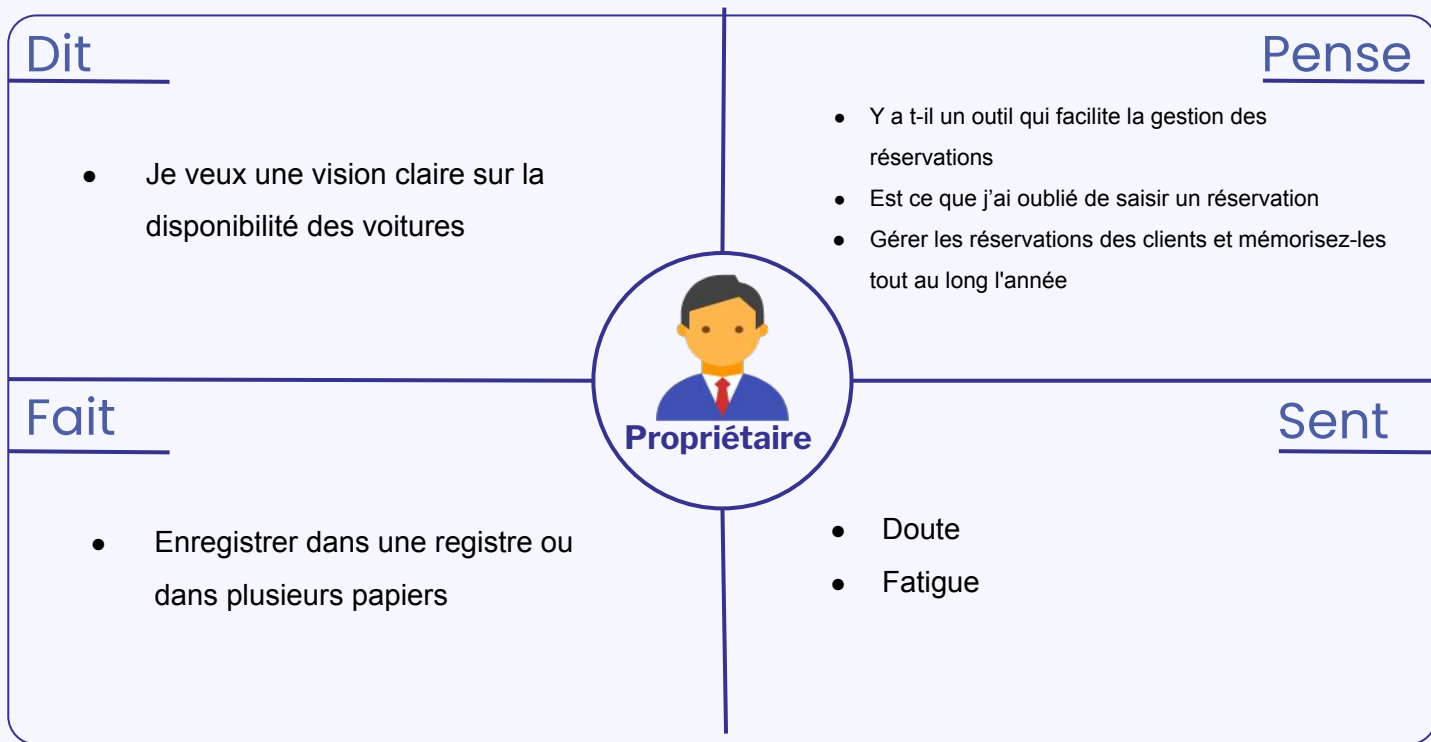 Dit
Je veux une vision claire sur la
disponibilité des voitures
Pense
Y a t-il un outil qui facilite la gestion des
réservations
Est ce que j’ai oublié de saisir un réservation
Gérer les réservations des clients et mémorisez-les
tout au long l'année
Propriétaire
Fait
Enregistrer dans une registre ou
dans plusieurs papiers
Sent
Doute
Fatigue